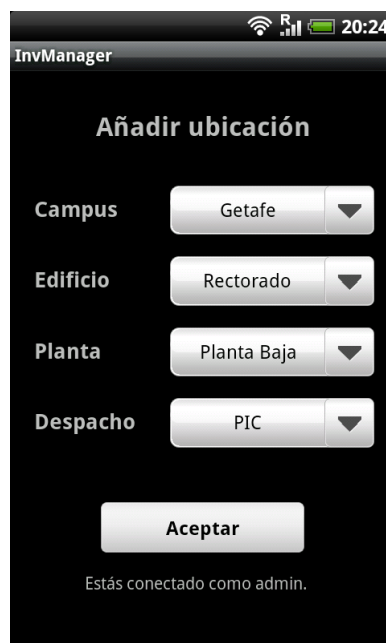 R 20:24
InvManager
Añadir ubicación
Campus Getafe
Edificio Rectorado
Planta Planta Baja
Despacho PIC
Aceptar
Estás conectado como admin.